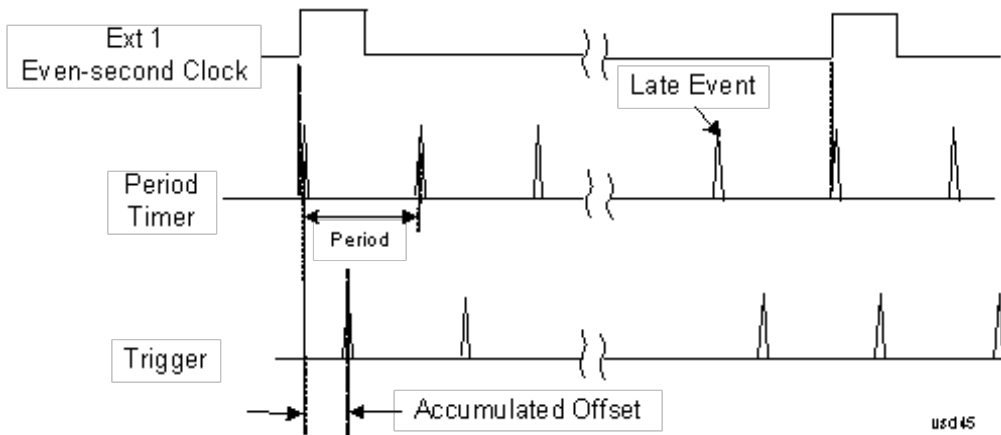 Ext 1
Even-second Clock
Late Event
Period
Timer
Period
Trigger
Accumulated Offset
usd45